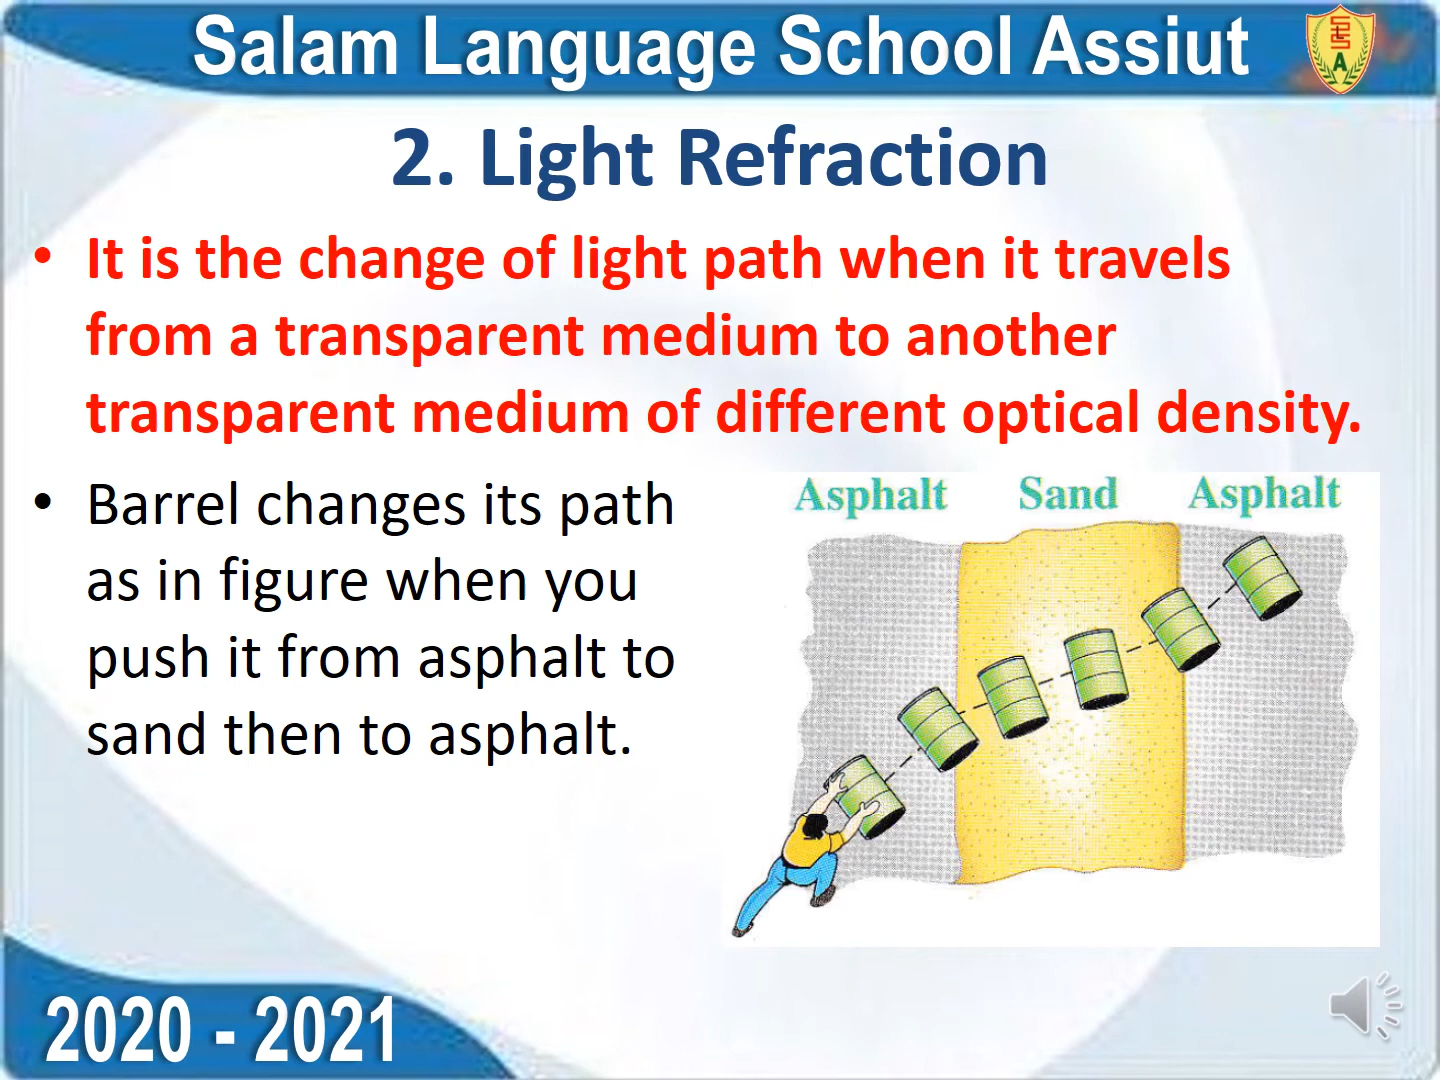 Salam Language School Assiut
2. Light Refraction
• It is the change of light path when it travels
from a transparent medium to another
transparent medium of different optical density.
• Barrel changes its path
as in figure when you
push it from asphalt to
sand then to asphalt.
Asphalt Sand Asphalt
2020 - 2021